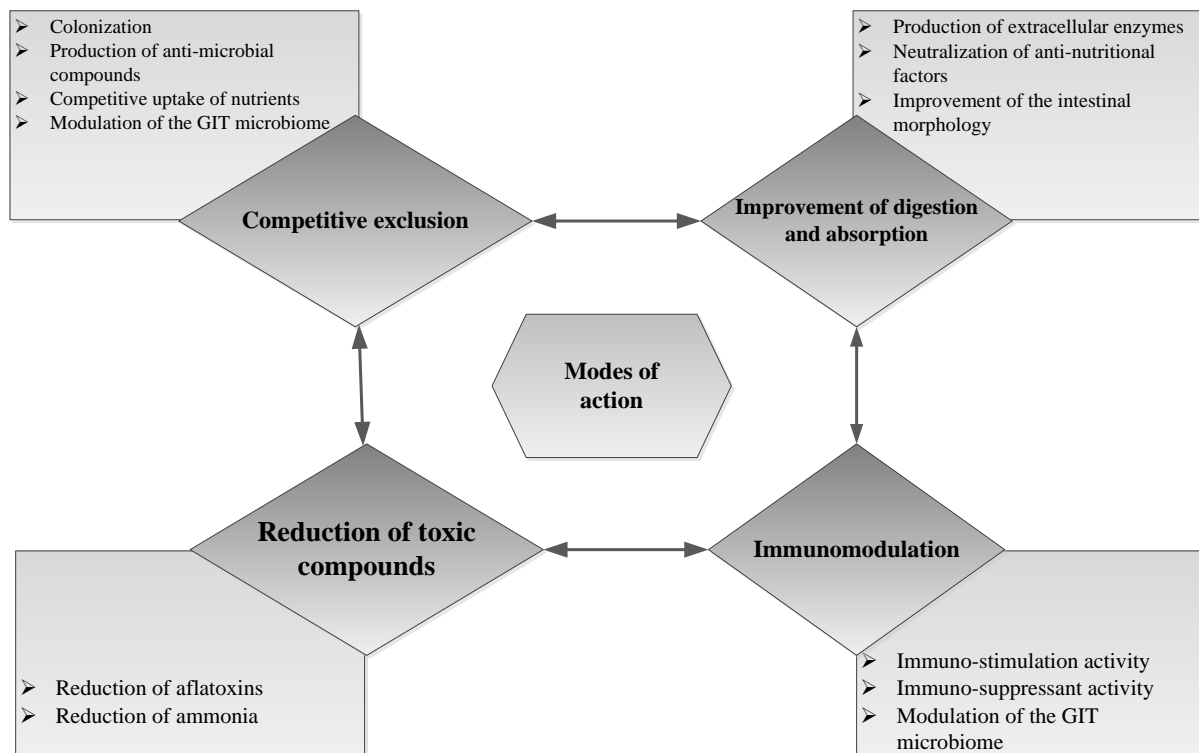 ➢ Colonization
➢ Production of anti-microbial
compounds
➢ Competitive uptake of nutrients
➢ Modulation of the GIT microbiome
➢ Production of extracellular enzymes
➢ Neutralization of anti-nutritional
factors
➢ Improvement of the intestinal
morphology
Competitive exclusion
Improvement of digestion
and absorption
Modes of
action
Reduction of toxic
compounds
Immunomodulation
➢ Reduction of aflatoxins
➢ Reduction of ammonia
➢ Immuno-stimulation activity
➢ Immuno-suppressant activity
➢ Modulation of the GIT
microbiome